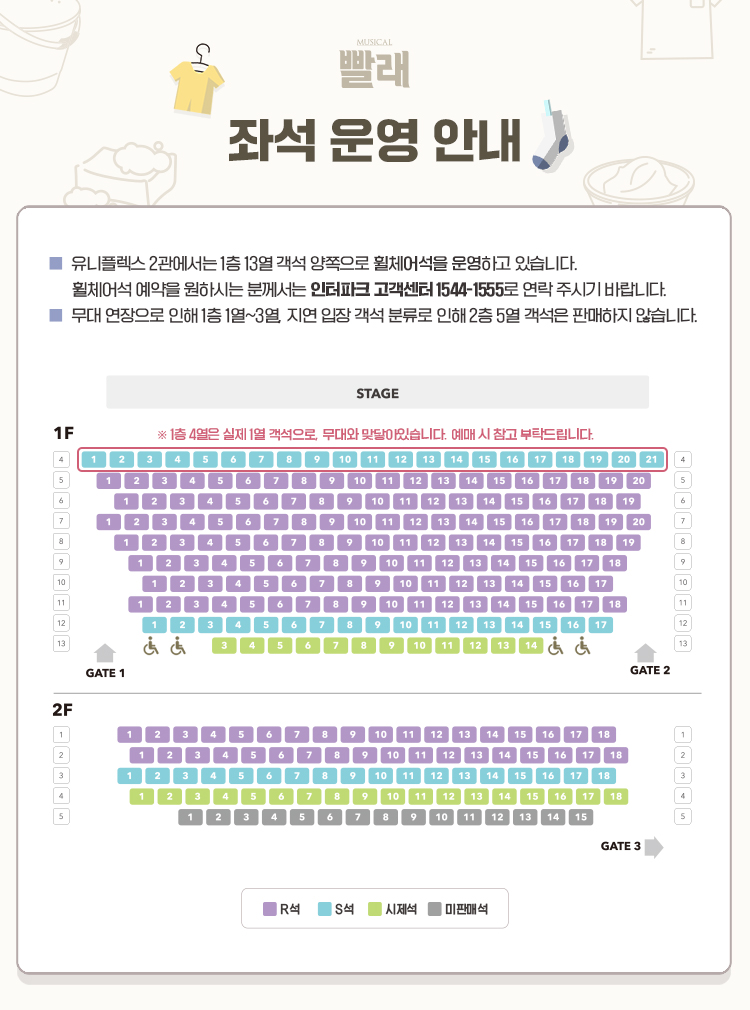 MUSICAL
빨래
좌석 운영 안내
유니플렉스 2관에서는 1층 13열 객석 양쪽으로 휠체어석을 운영하고 있습니다.
휠체어석 예약을 원하시는 분께서는 인터파크 고객센터 1544-1555로 연락 주시기 바랍니다.
무대 연장으로 인해 1층 1열~3열, 지연 입장 객석 분류로 인해 2층 5열 객석은 판매하지 않습니다.
STAGE
1F
※ 1층 4열은 실제 1열 객석으로, 무대와 맞닿아있습니다. 예매 시 참고 부탁드립니다.
4 1 2 3 4 5 6 7 8 9 10 11 12 13 14 15 16 17 18 19 20 21 4
5 1 2 3 4 5 6 7 8 9 10 11 12 13 14 15 16 17 18 19 20 5
6 1 2 3 4 5 6 7 8 9 10 11 12 13 14 15 16 17 18 19 6
7 1 2 3 4 5 6 7 8 9 10 11 12 13 14 15 16 17 18 19 20 7
8 1 2 3 4 5 6 7 8 9 10 11 12 13 14 15 16 17 18 19 8
9 1 2 3 4 5 6 7 8 9 10 11 12 13 14 15 16 17 18 9
10 1 2 3 4 5 6 7 8 9 10 11 12 13 14 15 16 17 10
11 1 2 3 4 5 6 7 8 9 10 11 12 13 14 15 16 17 18 11
12 1 2 3 4 5 6 7 8 9 10 11 12 13 14 15 16 17 12
13 3 4 5 6 7 8 9 10 11 12 13 14 13
GATE 1
GATE 2
2F
1 1 2 3 4 5 6 7 8 9 10 11 12 13 14 15 16 17 18 1
2 1 2 3 4 5 6 7 8 9 10 11 12 13 14 15 16 17 18 2
3 1 2 3 4 5 6 7 8 9 10 11 12 13 14 15 16 17 18 3
4 1 2 3 4 5 6 7 8 9 10 11 12 13 14 15 16 17 18 4
5 1 2 3 4 5 6 7 8 9 10 11 12 13 14 15 5
GATE 3
R석 S석 시제석 미판매석